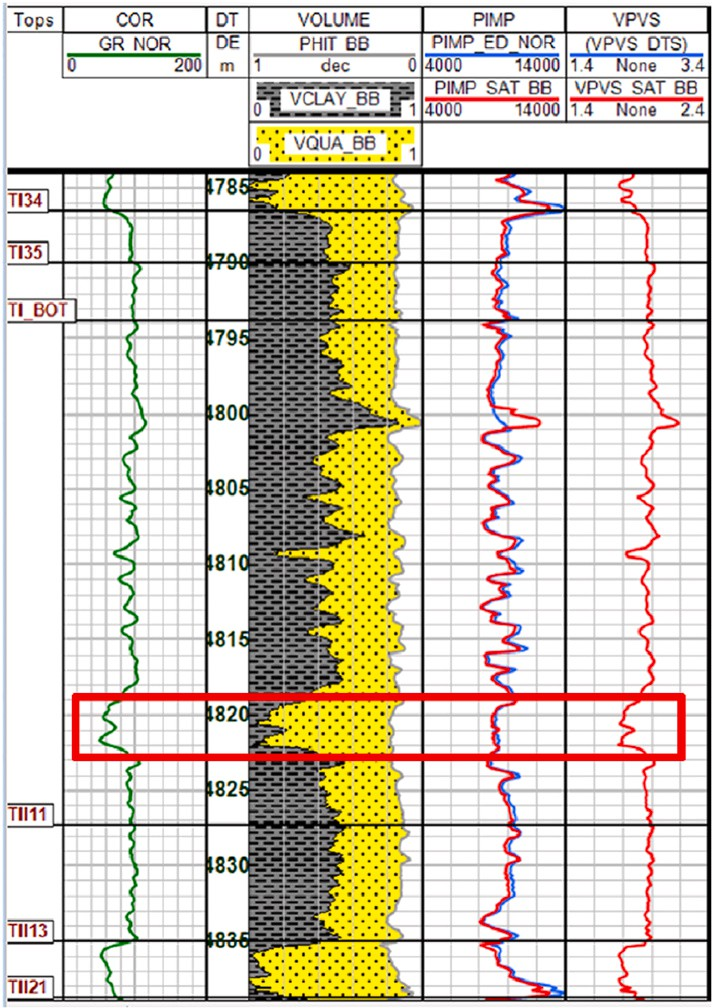 Tops COR DT VOLUME PIMP VPVS
GR_NOR DE PHIT_BB PIMP_ED_NOR (VPVS_DTS)
0 200 m 1 dec 0 4000 14000 1.4 None 3.4
VCLAY_BB PIMP_SAT_BB VPVS_SAT_BB
0 1 4000 14000 1.4 None 2.4
VQUA_BB
0 1
4785
TI34
TI35
4790
TI_BOT
4795
4800
4805
4810
4815
4820
4825
TII11
4830
TII13
4835
TII21